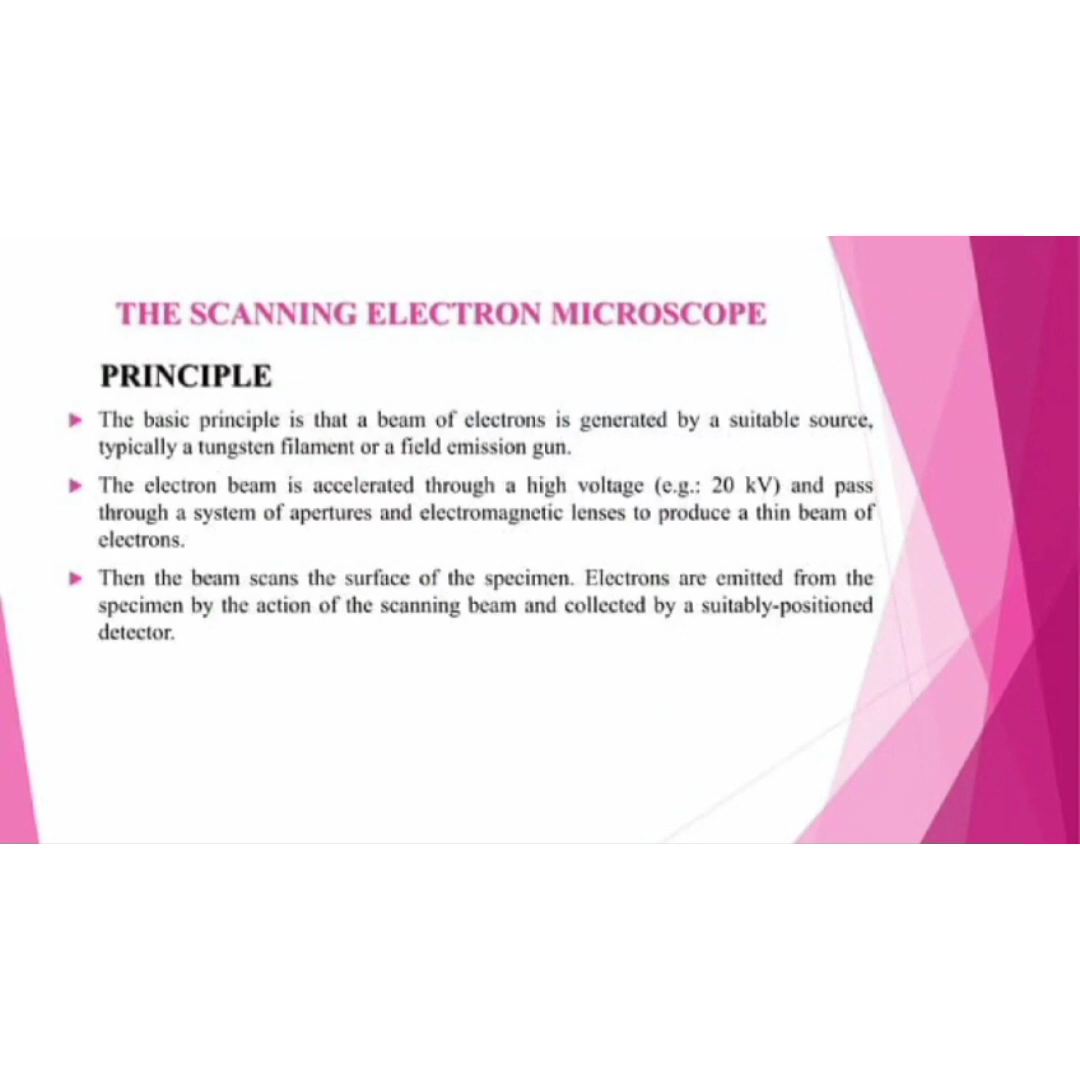 THE SCANNING ELECTRON MICROSCOPE
PRINCIPLE
The basic principle is that a beam of electrons is generated by a suitable source,
typically a tungsten filament or a field emission gun.
The electron beam is accelerated through a high voltage (e.g.: 20 kV) and pass
through a system of apertures and electromagnetic lenses to produce a thin beam of
electrons.
Then the beam scans the surface of the specimen. Electrons are emitted from the
specimen by the action of the scanning beam and collected by a suitably-positioned
detector.